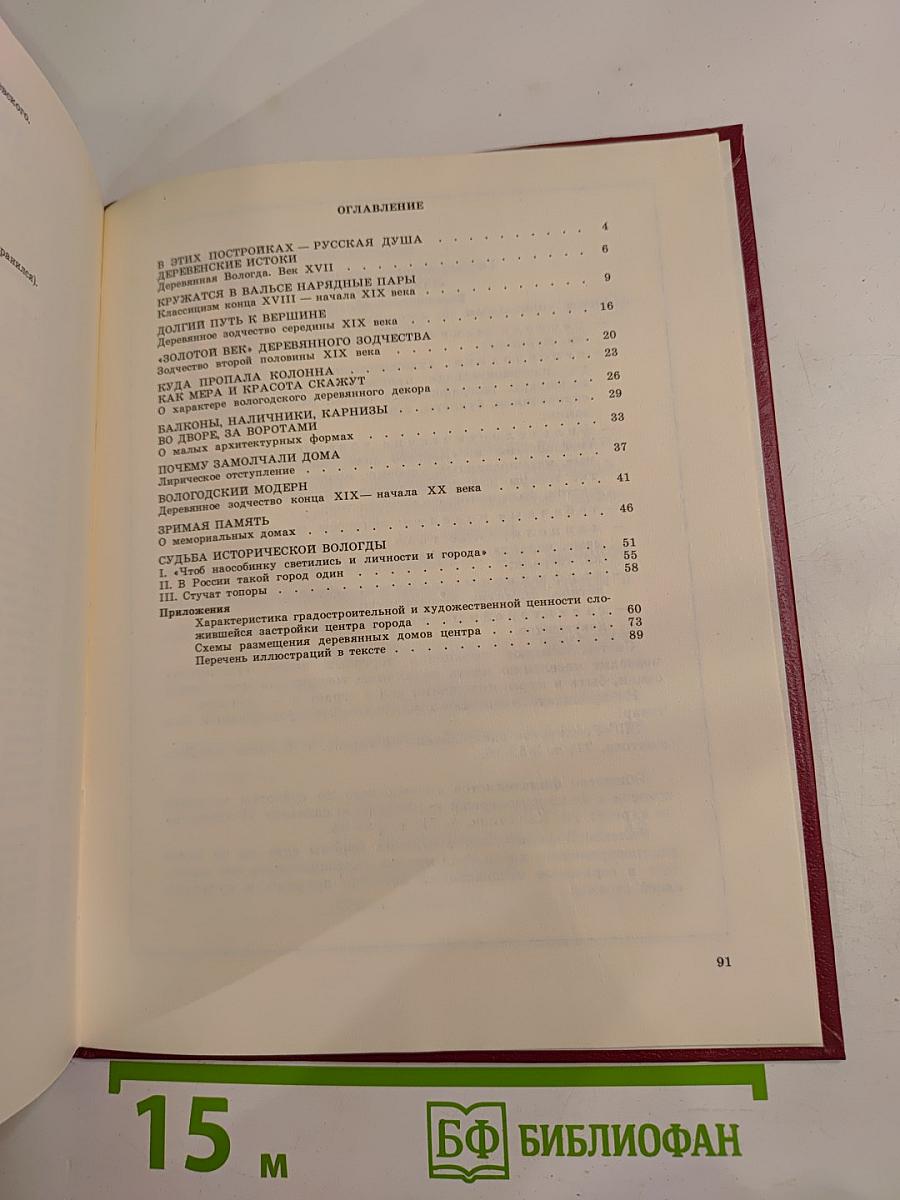 вского.
ранился).
ОГЛАВЛЕНИЕ
В ЭТИХ ПОСТРОЙКАХ — РУССКАЯ ДУША . . . . . . . . . 4
ДЕРЕВЕНСКИЕ ИСТОКИ
Деревянная Вологда. Век XVII . . . . . . . . . . . . . . 6
КРУЖАТСЯ В ВАЛЬСЕ НАРЯДНЫЕ ПАРЫ
Классицизм конца XVIII — начала XIX века . . . . . . . . . 9
ДОЛГИЙ ПУТЬ К ВЕРШИНЕ
Деревянное зодчество середины XIX века . . . . . . . . . . 16
«ЗОЛОТОЙ ВЕК» ДЕРЕВЯННОГО ЗОДЧЕСТВА
Зодчество второй половины XIX века . . . . . . . . . . . 20
КУДА ПРОПАЛА КОЛОННА . . . . . . . . . . . . . . 23
КАК МЕРА И КРАСОТА СКАЖУТ
О характере вологодского деревянного декора . . . . . . . . . 26
БАЛКОНЫ, НАЛИЧНИКИ, КАРНИЗЫ . . . . . . . . . . . 29
ВО ДВОРЕ, ЗА ВОРОТАМИ
О малых архитектурных формах . . . . . . . . . . . . . 33
ПОЧЕМУ ЗАМОЛЧАЛИ ДОМА
Лирическое отступление . . . . . . . . . . . . . . . 37
ВОЛОГОДСКИЙ МОДЕРН
Деревянное зодчество конца XIX— начала XX века . . . . . . . 41
ЗРИМАЯ ПАМЯТЬ
О мемориальных домах . . . . . . . . . . . . . . . 46
СУДЬБА ИСТОРИЧЕСКОЙ ВОЛОГДЫ
I. «Чтоб наособинку светились и личности и города» . . . . . . 51
II. В России такой город один . . . . . . . . . . . . . 55
III. Стучат топоры . . . . . . . . . . . . . . . . . 58
Приложения
Характеристика градостроительной и художественной ценности сло-
жившейся застройки центра города . . . . . . . . . . 60
Схемы размещения деревянных домов центра . . . . . . . 73
Перечень иллюстраций в тексте . . . . . . . . . . . . 89
91
15 м
БФ БИБЛИОФАН